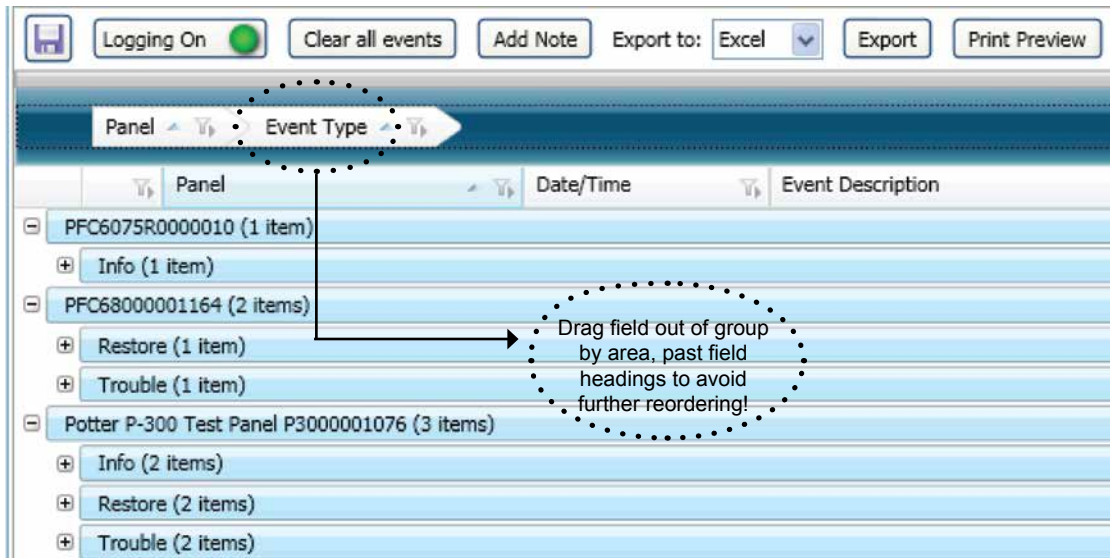 Logging On Clear all events Add Note Export to: Excel Export Print Preview
Panel Event Type
Panel Date/Time Event Description
PFC6075R0000010 (1 item)
Info (1 item)
PFC68000001164 (2 items)
Restore (1 item)
Trouble (1 item)
Potter P-300 Test Panel P3000001076 (3 items)
Info (2 items)
Restore (2 items)
Trouble (2 items)
Drag field out of group
by area, past field
headings to avoid
further reordering!